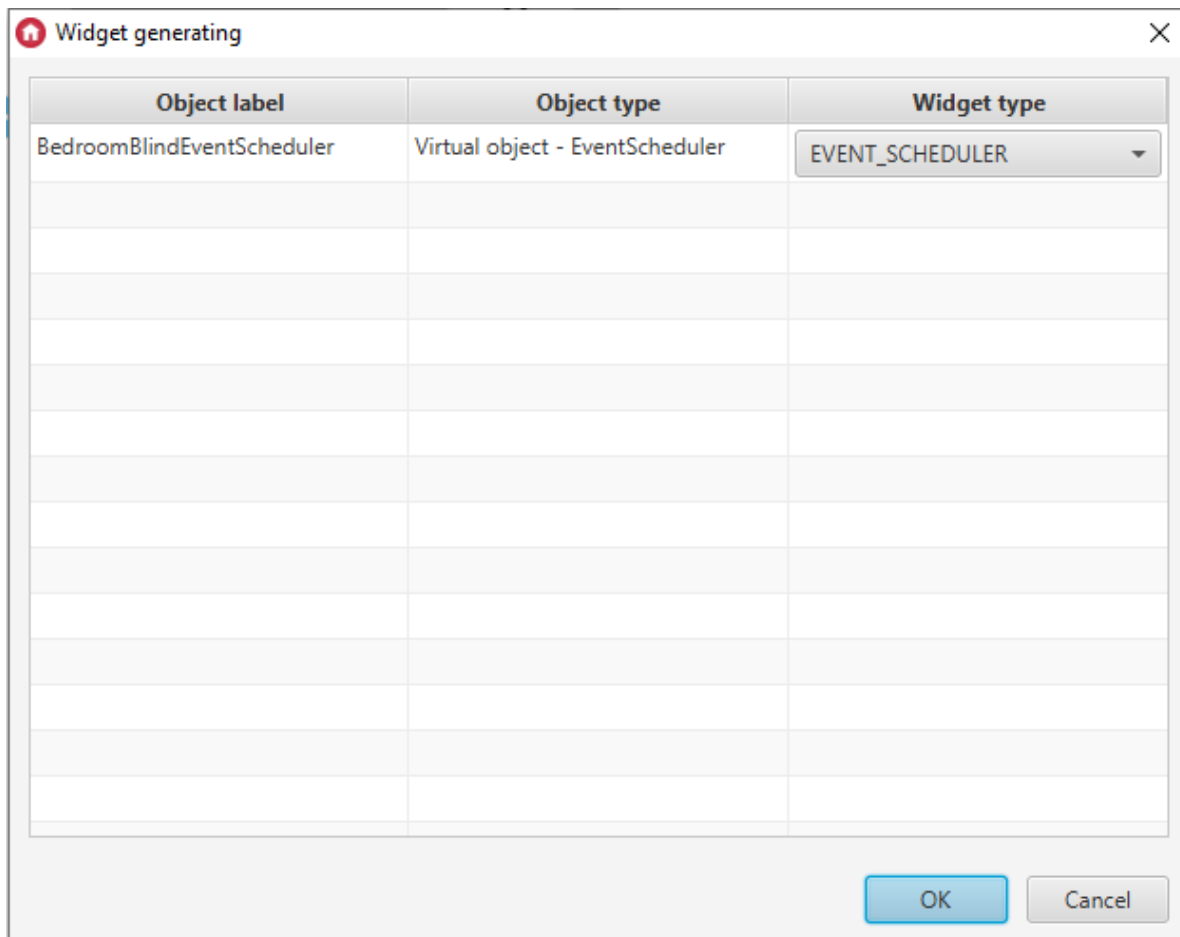 Widget generating
Object label Object type Widget type
BedroomBlindEventScheduler Virtual object - EventScheduler EVENT_SCHEDULER
OK Cancel